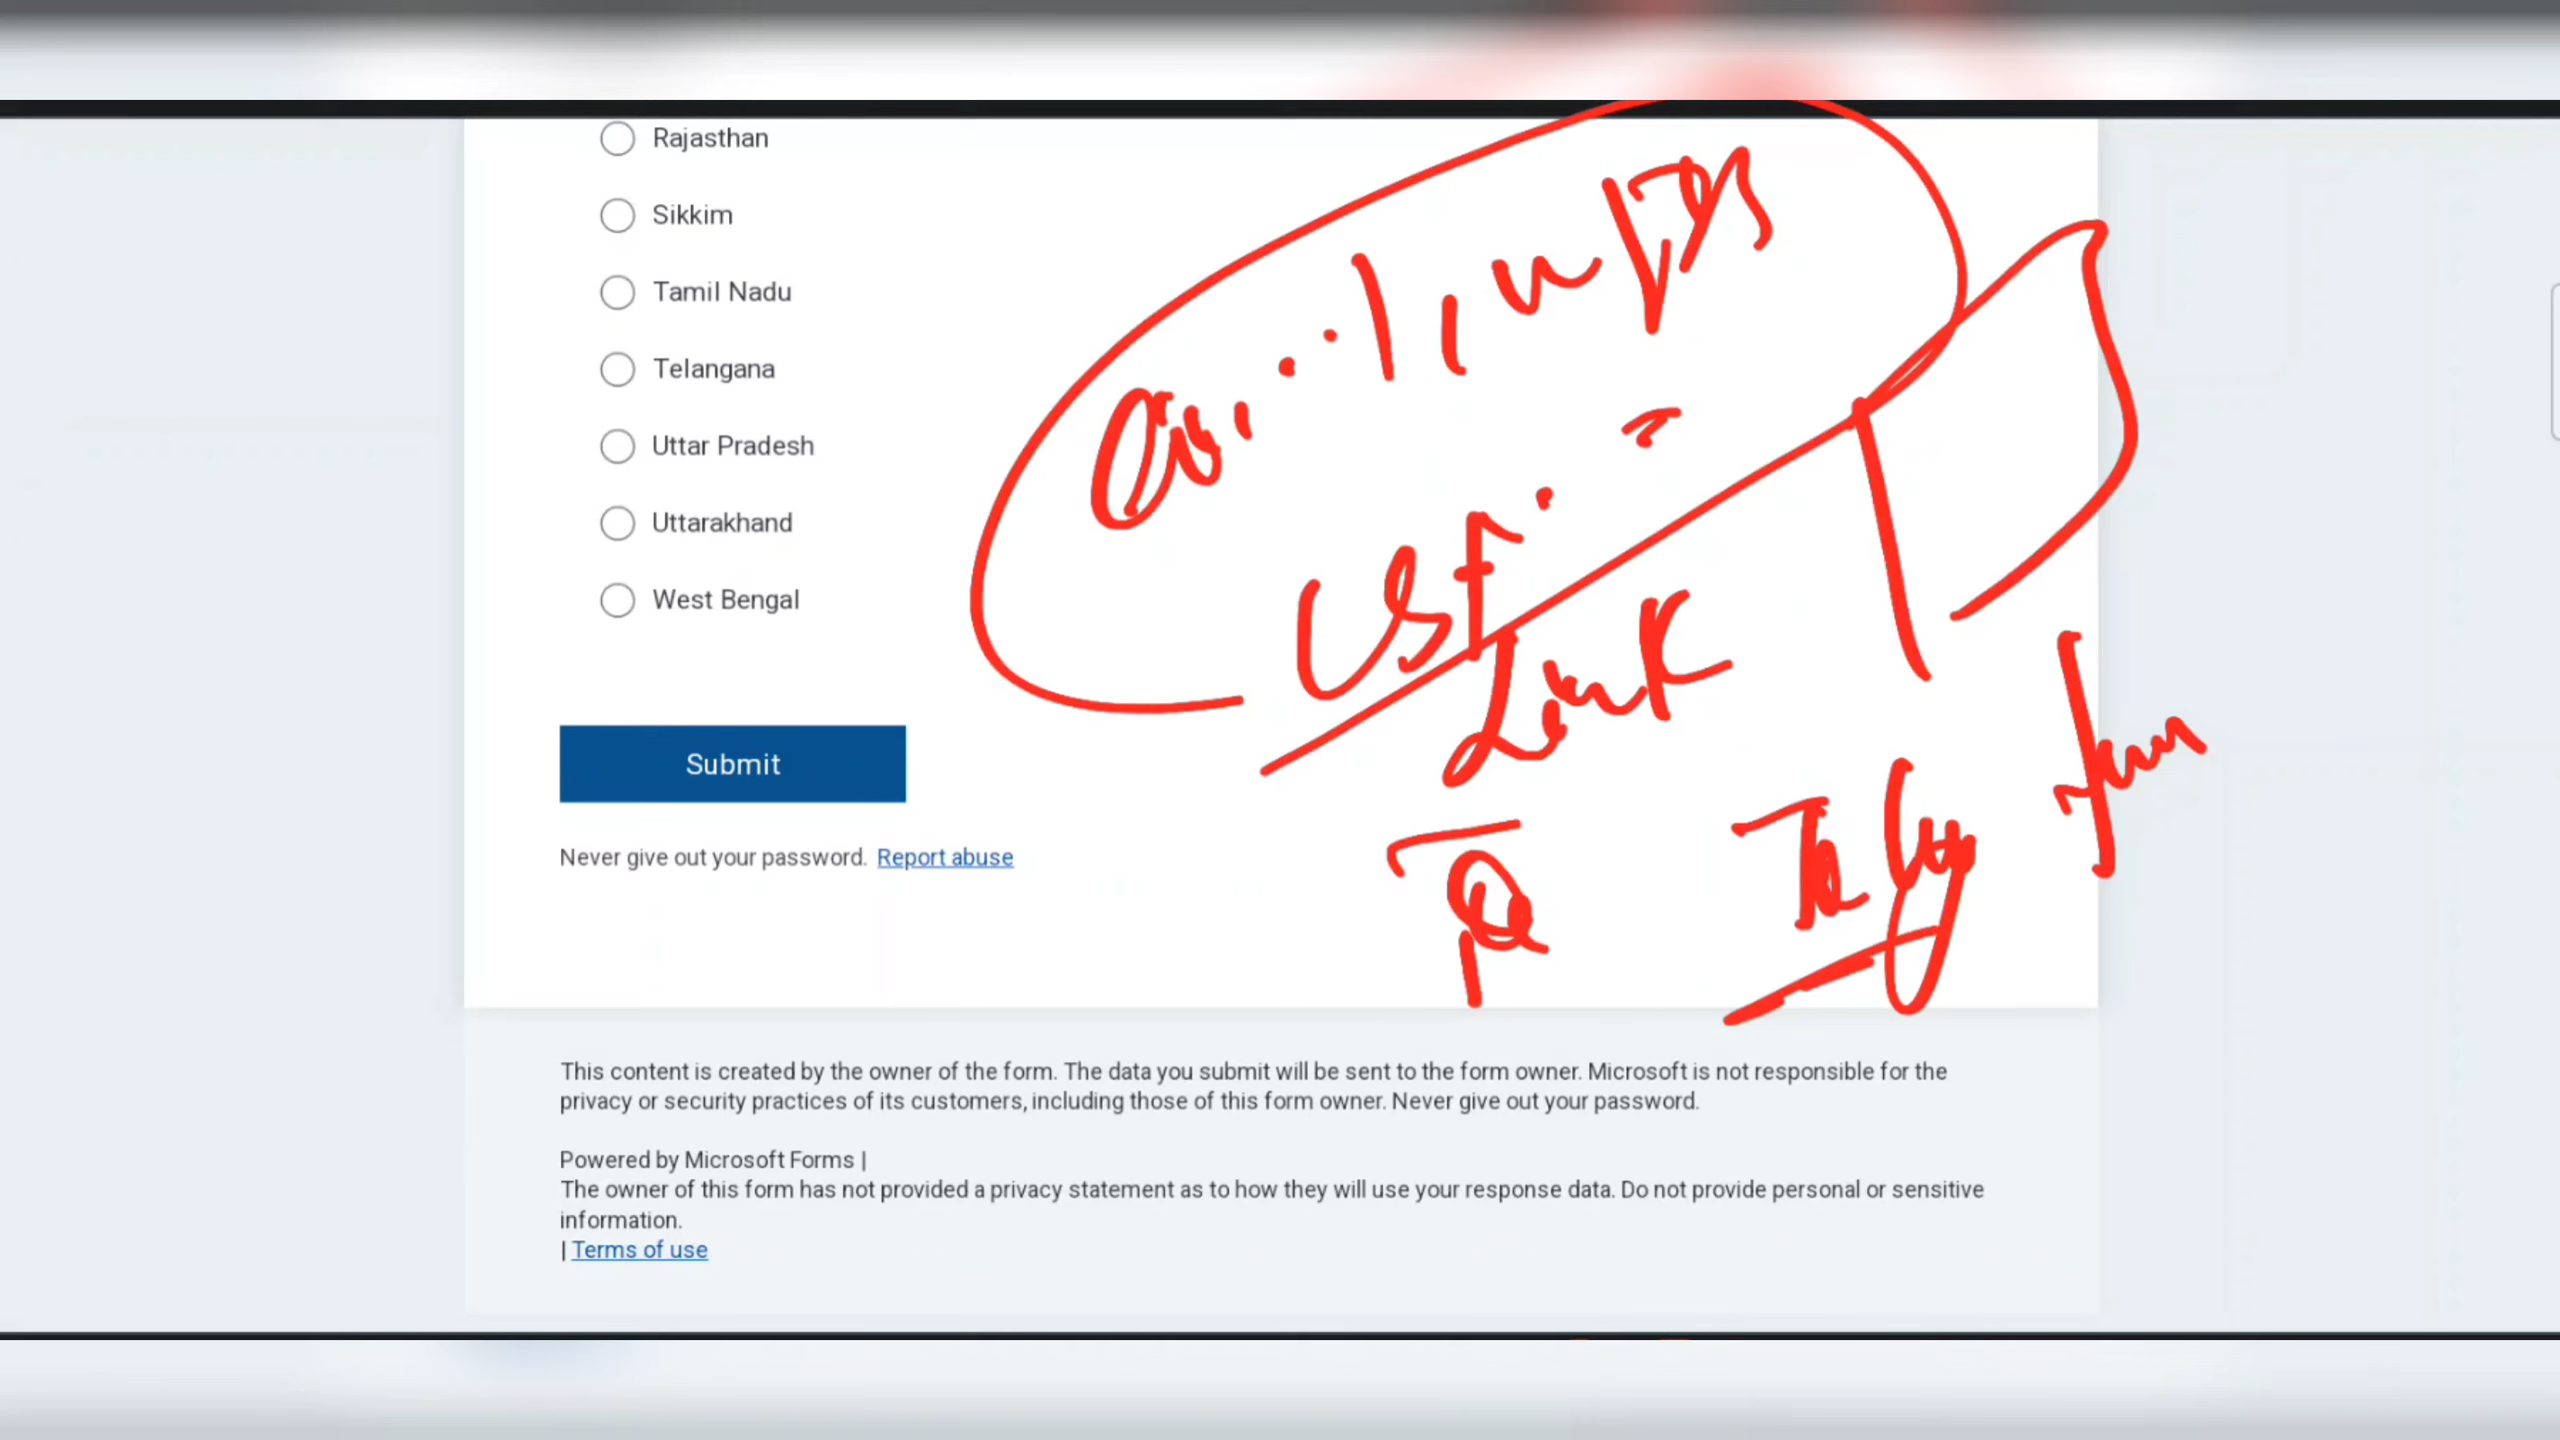 Rajasthan
Sikkim
Tamil Nadu
Telangana
Uttar Pradesh
Uttarakhand
West Bengal
Link
Submit
Never give out your password. Report abuse
This content is created by the owner of the form. The data you submit will be sent to the form owner. Microsoft is not responsible for the
privacy or security practices of its customers, including those of this form owner. Never give out your password.
Powered by Microsoft Forms |
The owner of this form has not provided a privacy statement as to how they will use your response data. Do not provide personal or sensitive
information.
| Terms of use